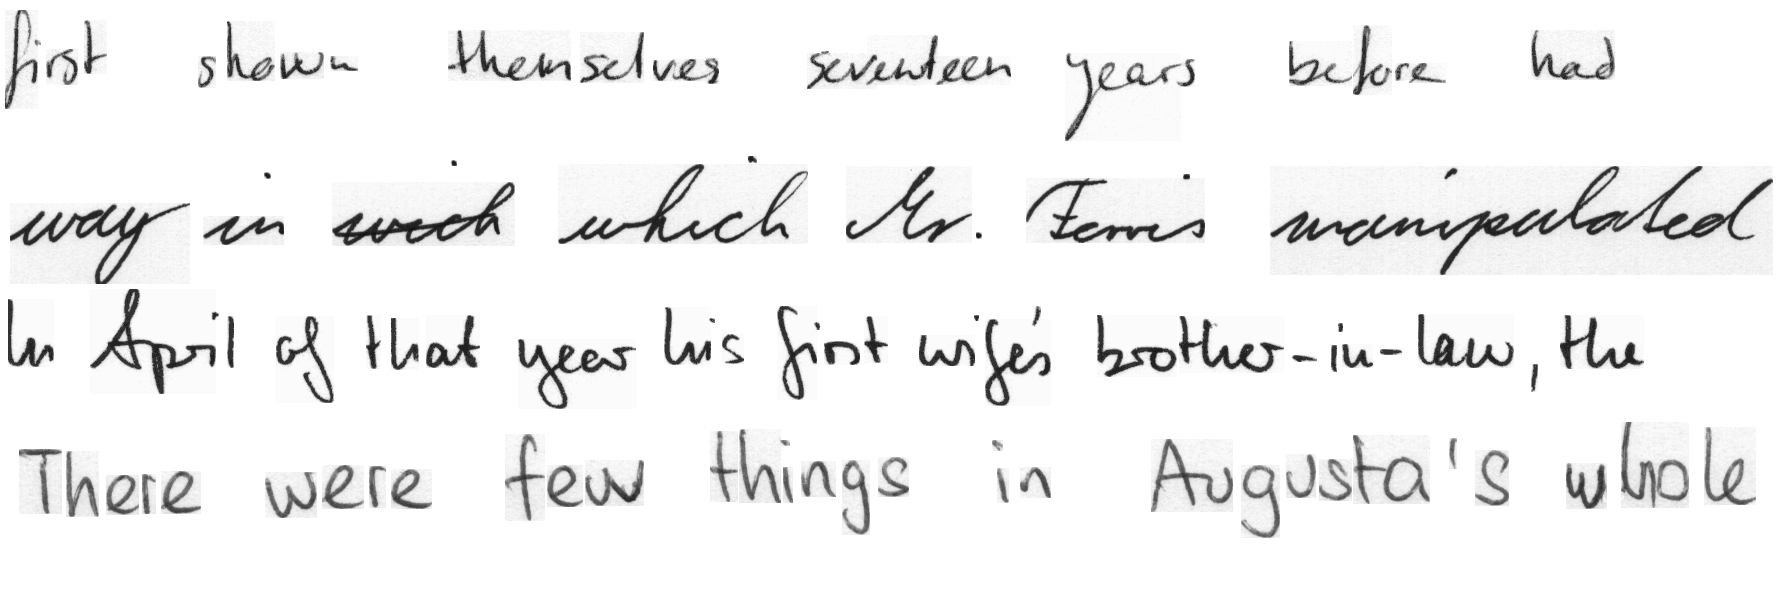 first shown themselves seventeen years before had
way in which Mr. Ferris manipulated
In April of that year his first wife's brother-in-law, the
There were few things in Augusta's whole